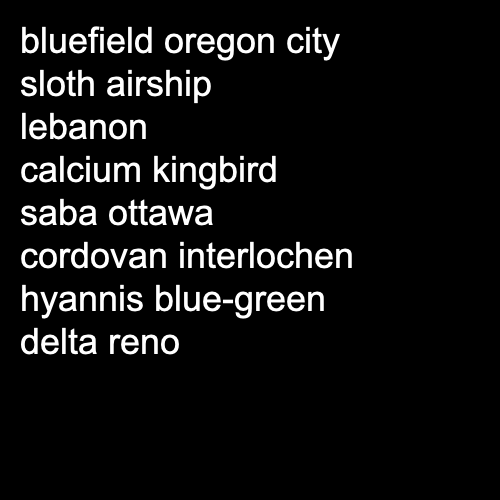 bluefield oregon city
sloth airship
lebanon
calcium kingbird
saba ottawa
cordovan interlochen
hyannis blue-green
delta reno